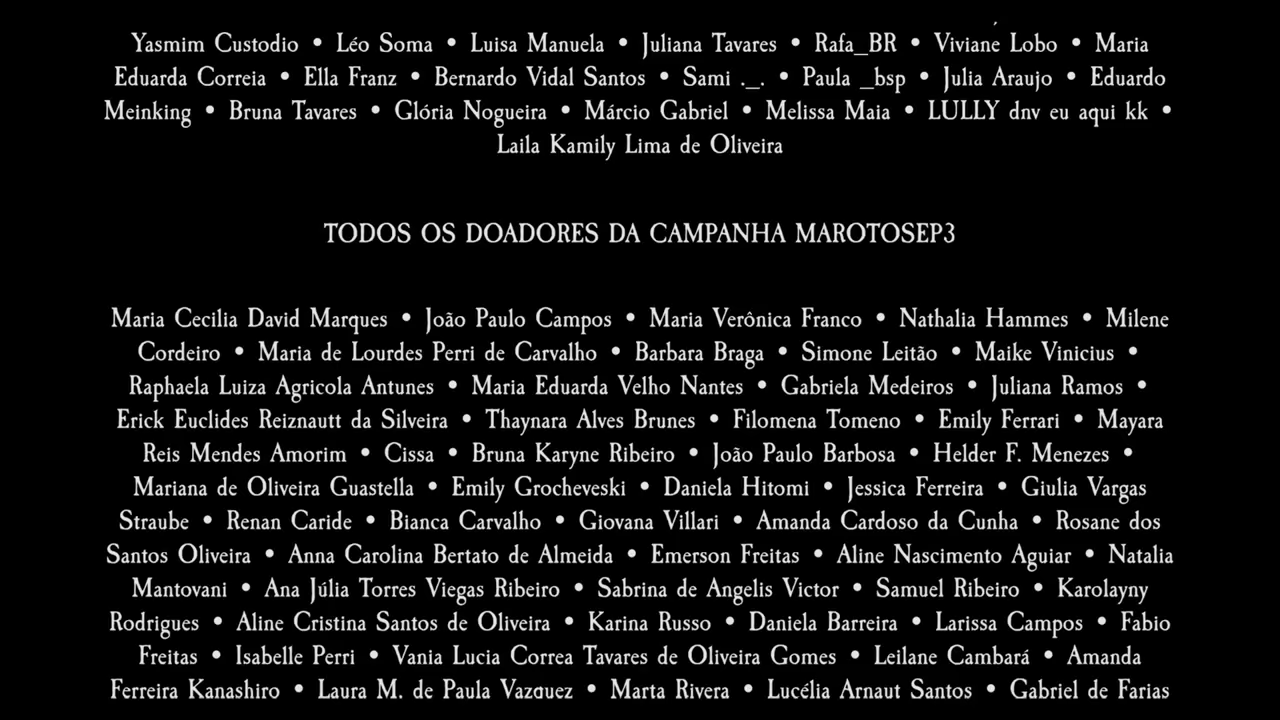 Yasmim Custodio • Léo Soma • Luisa Manuela • Juliana Tavares • Rafa_BR • Viviane Lobo • Maria
Eduarda Correia • Ella Franz • Bernardo Vidal Santos • Sami ._. • Paula _bsp • Julia Araujo • Eduardo
Meinking • Bruna Tavares • Glória Nogueira • Márcio Gabriel • Melissa Maia • LULLY dnv eu aqui kk •
Laila Kamily Lima de Oliveira
TODOS OS DOADORES DA CAMPANHA MAROTOSEP3
Maria Cecilia David Marques • João Paulo Campos • Maria Verônica Franco • Nathalia Hammes • Milene
Cordeiro • Maria de Lourdes Perri de Carvalho • Barbara Braga • Simone Leitão • Maike Vinicius •
Raphaela Luiza Agricola Antunes • Maria Eduarda Velho Nantes • Gabriela Medeiros • Juliana Ramos •
Erick Euclides Reiznautt da Silveira • Thaynara Alves Brunes • Filomena Tomeno • Emily Ferrari • Mayara
Reis Mendes Amorim • Cissa • Bruna Karyne Ribeiro • João Paulo Barbosa • Helder F. Menezes •
Mariana de Oliveira Guastella • Emily Grocheveski • Daniela Hitomi • Jessica Ferreira • Giulia Vargas
Straube • Renan Caride • Bianca Carvalho • Giovana Villari • Amanda Cardoso da Cunha • Rosane dos
Santos Oliveira • Anna Carolina Bertato de Almeida • Emerson Freitas • Aline Nascimento Aguiar • Natalia
Mantovani • Ana Júlia Torres Viegas Ribeiro • Sabrina de Angelis Victor • Samuel Ribeiro • Karolayny
Rodrigues • Aline Cristina Santos de Oliveira • Karina Russo • Daniela Barreira • Larissa Campos • Fabio
Freitas • Isabelle Perri • Vania Lucia Correa Tavares de Oliveira Gomes • Leilane Cambará • Amanda
Ferreira Kanashiro • Laura M. de Paula Vazquez • Marta Rivera • Lucélia Arnaut Santos • Gabriel de Farias